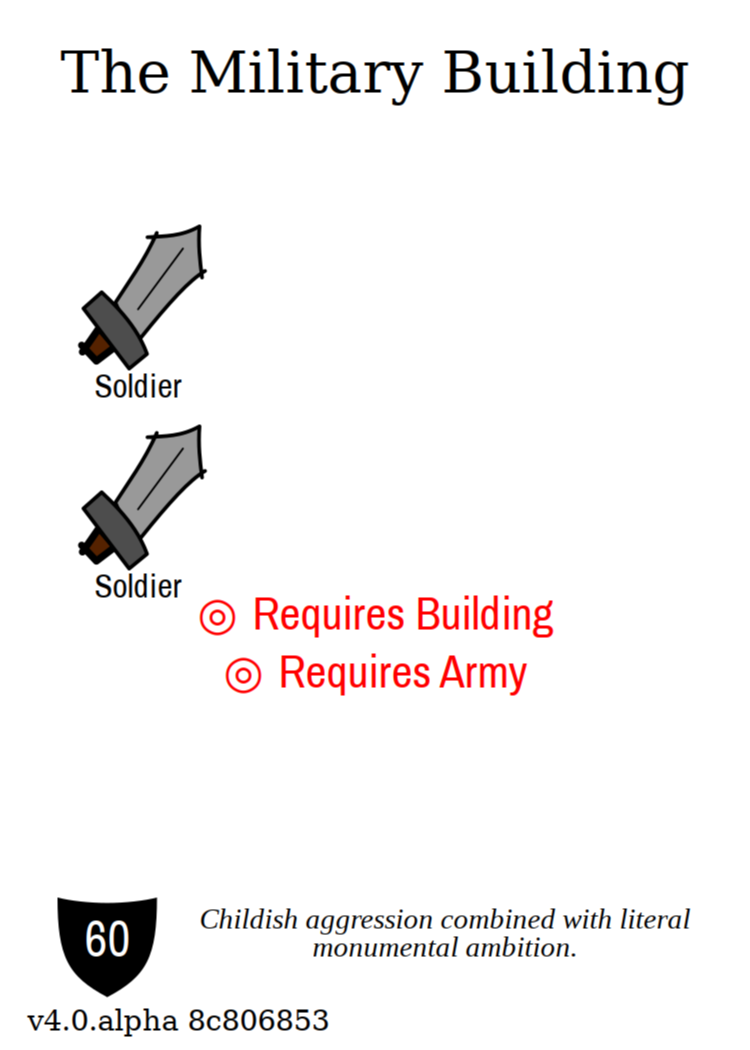 The Military Building
Soldier
Soldier
◎ Requires Building
◎ Requires Army
60
Childish aggression combined with literal
monumental ambition.
v4.0.alpha 8c806853